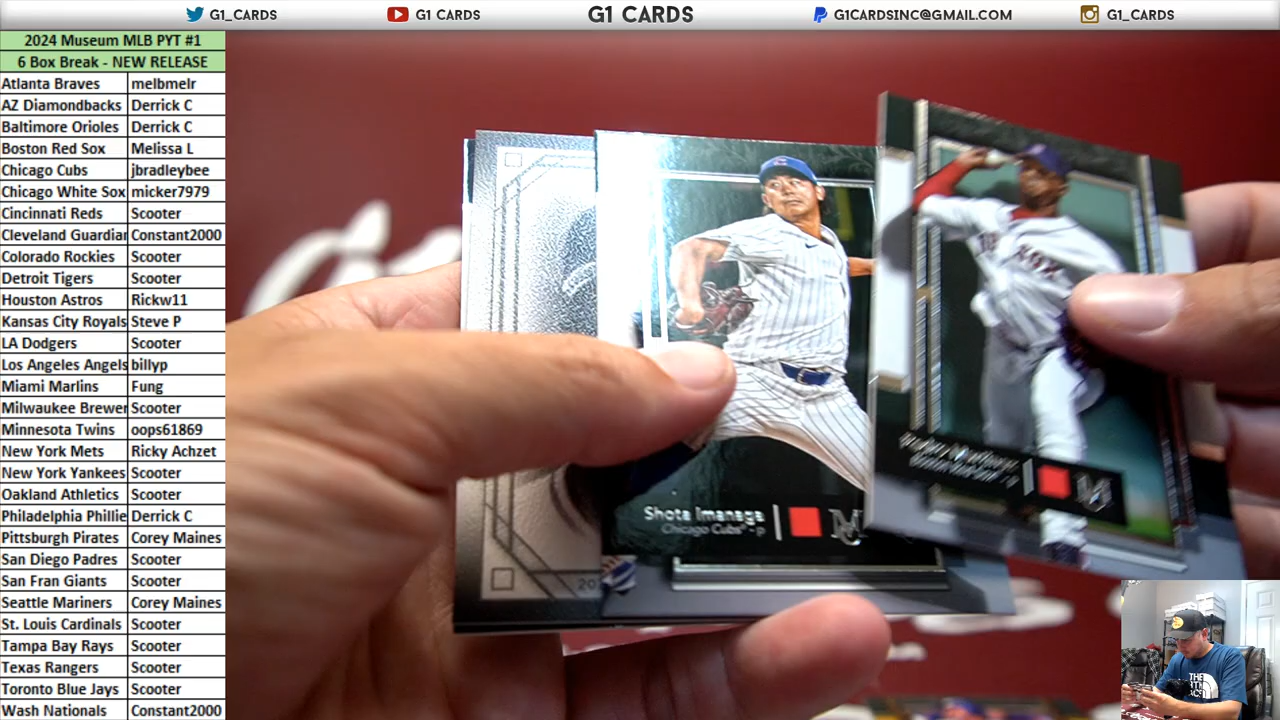 G1_CARDS G1 CARDS G1 CARDS G1CARDSINC@GMAIL.COM G1_CARDS
2024 Museum MLB PYT #1
6 Box Break - NEW RELEASE
Atlanta Braves melbmelr
AZ Diamondbacks Derrick C
Baltimore Orioles Derrick C
Boston Red Sox Melissa L
Chicago Cubs jbradleybee
Chicago White Sox micker7979
Cincinnati Reds Scooter
Cleveland Guardian Constant2000
Colorado Rockies Scooter
Detroit Tigers Scooter
Houston Astros Rickw11
Kansas City Royals Steve P
LA Dodgers Scooter
Los Angeles Angels billyp
Miami Marlins Fung
Milwaukee Brewer Scooter
Minnesota Twins oops61869
New York Mets Ricky Achzet
New York Yankees Scooter
Oakland Athletics Scooter
Philadelphia Phillie Derrick C
Pittsburgh Pirates Corey Maines
San Diego Padres Scooter
San Fran Giants Scooter
Seattle Mariners Corey Maines
St. Louis Cardinals Scooter
Tampa Bay Rays Scooter
Texas Rangers Scooter
Toronto Blue Jays Scooter
Wash Nationals Constant2000
Shota Imanaga
Chicago Cubs® - P
THE
NORTH